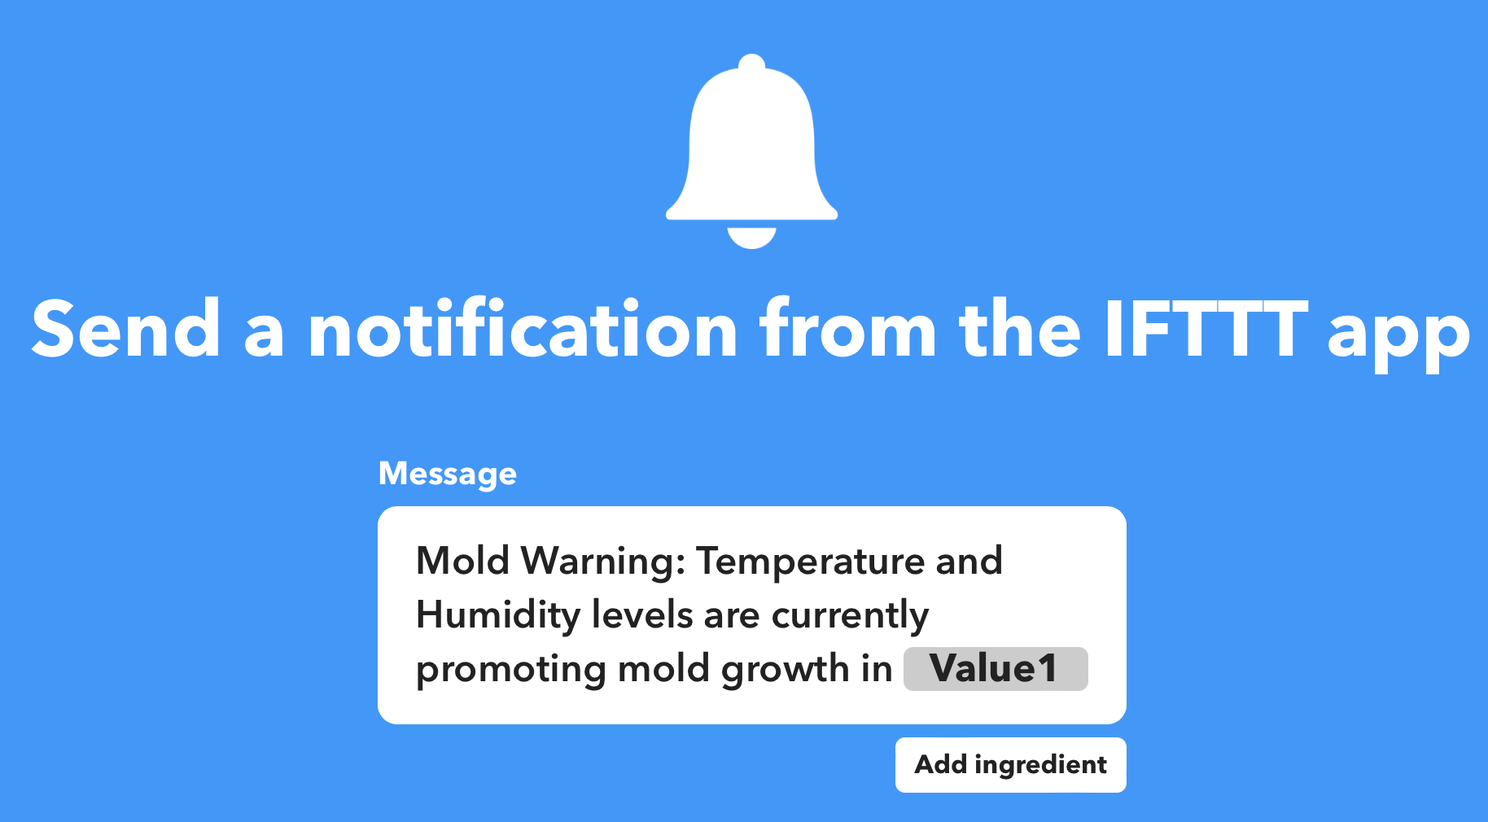 Send a notification from the IFTTT app
Message
Mold Warning: Temperature and
Humidity levels are currently
promoting mold growth in Value1
Add ingredient